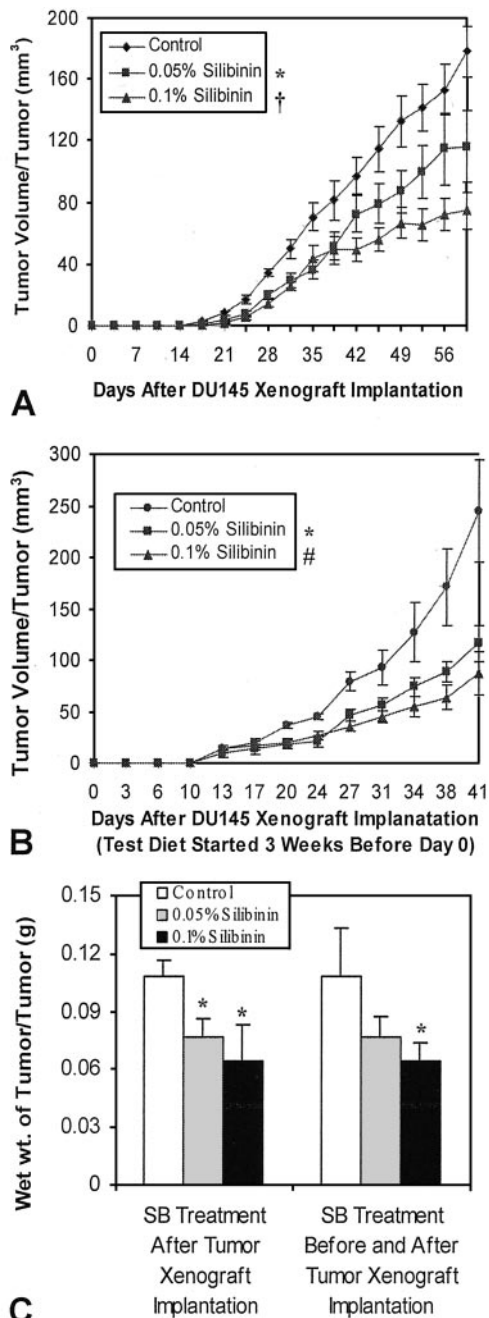 200
160
120
80
40
0
Tumor Volume/Tumor (mm³)
Control
0.05% Silibinin *
0.1% Silibinin †
0 7 14 21 28 35 42 49 56
Days After DU145 Xenograft Implantation
A
300
250
200
150
100
50
0
Tumor Volume/Tumor (mm³)
Control
0.05% Silibinin *
0.1% Silibinin #
0 3 6 10 13 17 20 24 27 31 34 38 41
Days After DU145 Xenograft Implanatation
(Test Diet Started 3 Weeks Before Day 0)
B
0.15
0.12
0.09
0.06
0.03
0
Wet wt. of Tumor/Tumor (g)
Control
0.05% Silibinin
0.1% Silibinin
* * *
SB Treatment
After Tumor
Xenograft
Implantation
SB Treatment
Before and After
Tumor Xenograft
Implantation
C